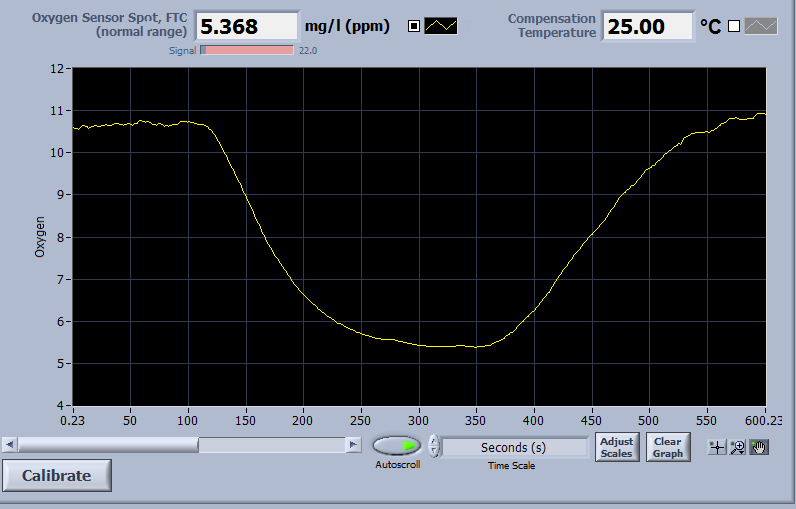 Oxygen Sensor Spot, FTC
(normal range)
5.368
mg/l (ppm)
Compensation
Temperature
25.00
°C
Signal
22.0
12
11
10
9
8
7
6
5
4
Oxygen
0.23
50
100
150
200
250
300
350
400
450
500
550
600.23
Autoscroll
Seconds (s)
Time Scale
Adjust
Scales
Clear
Graph
Calibrate